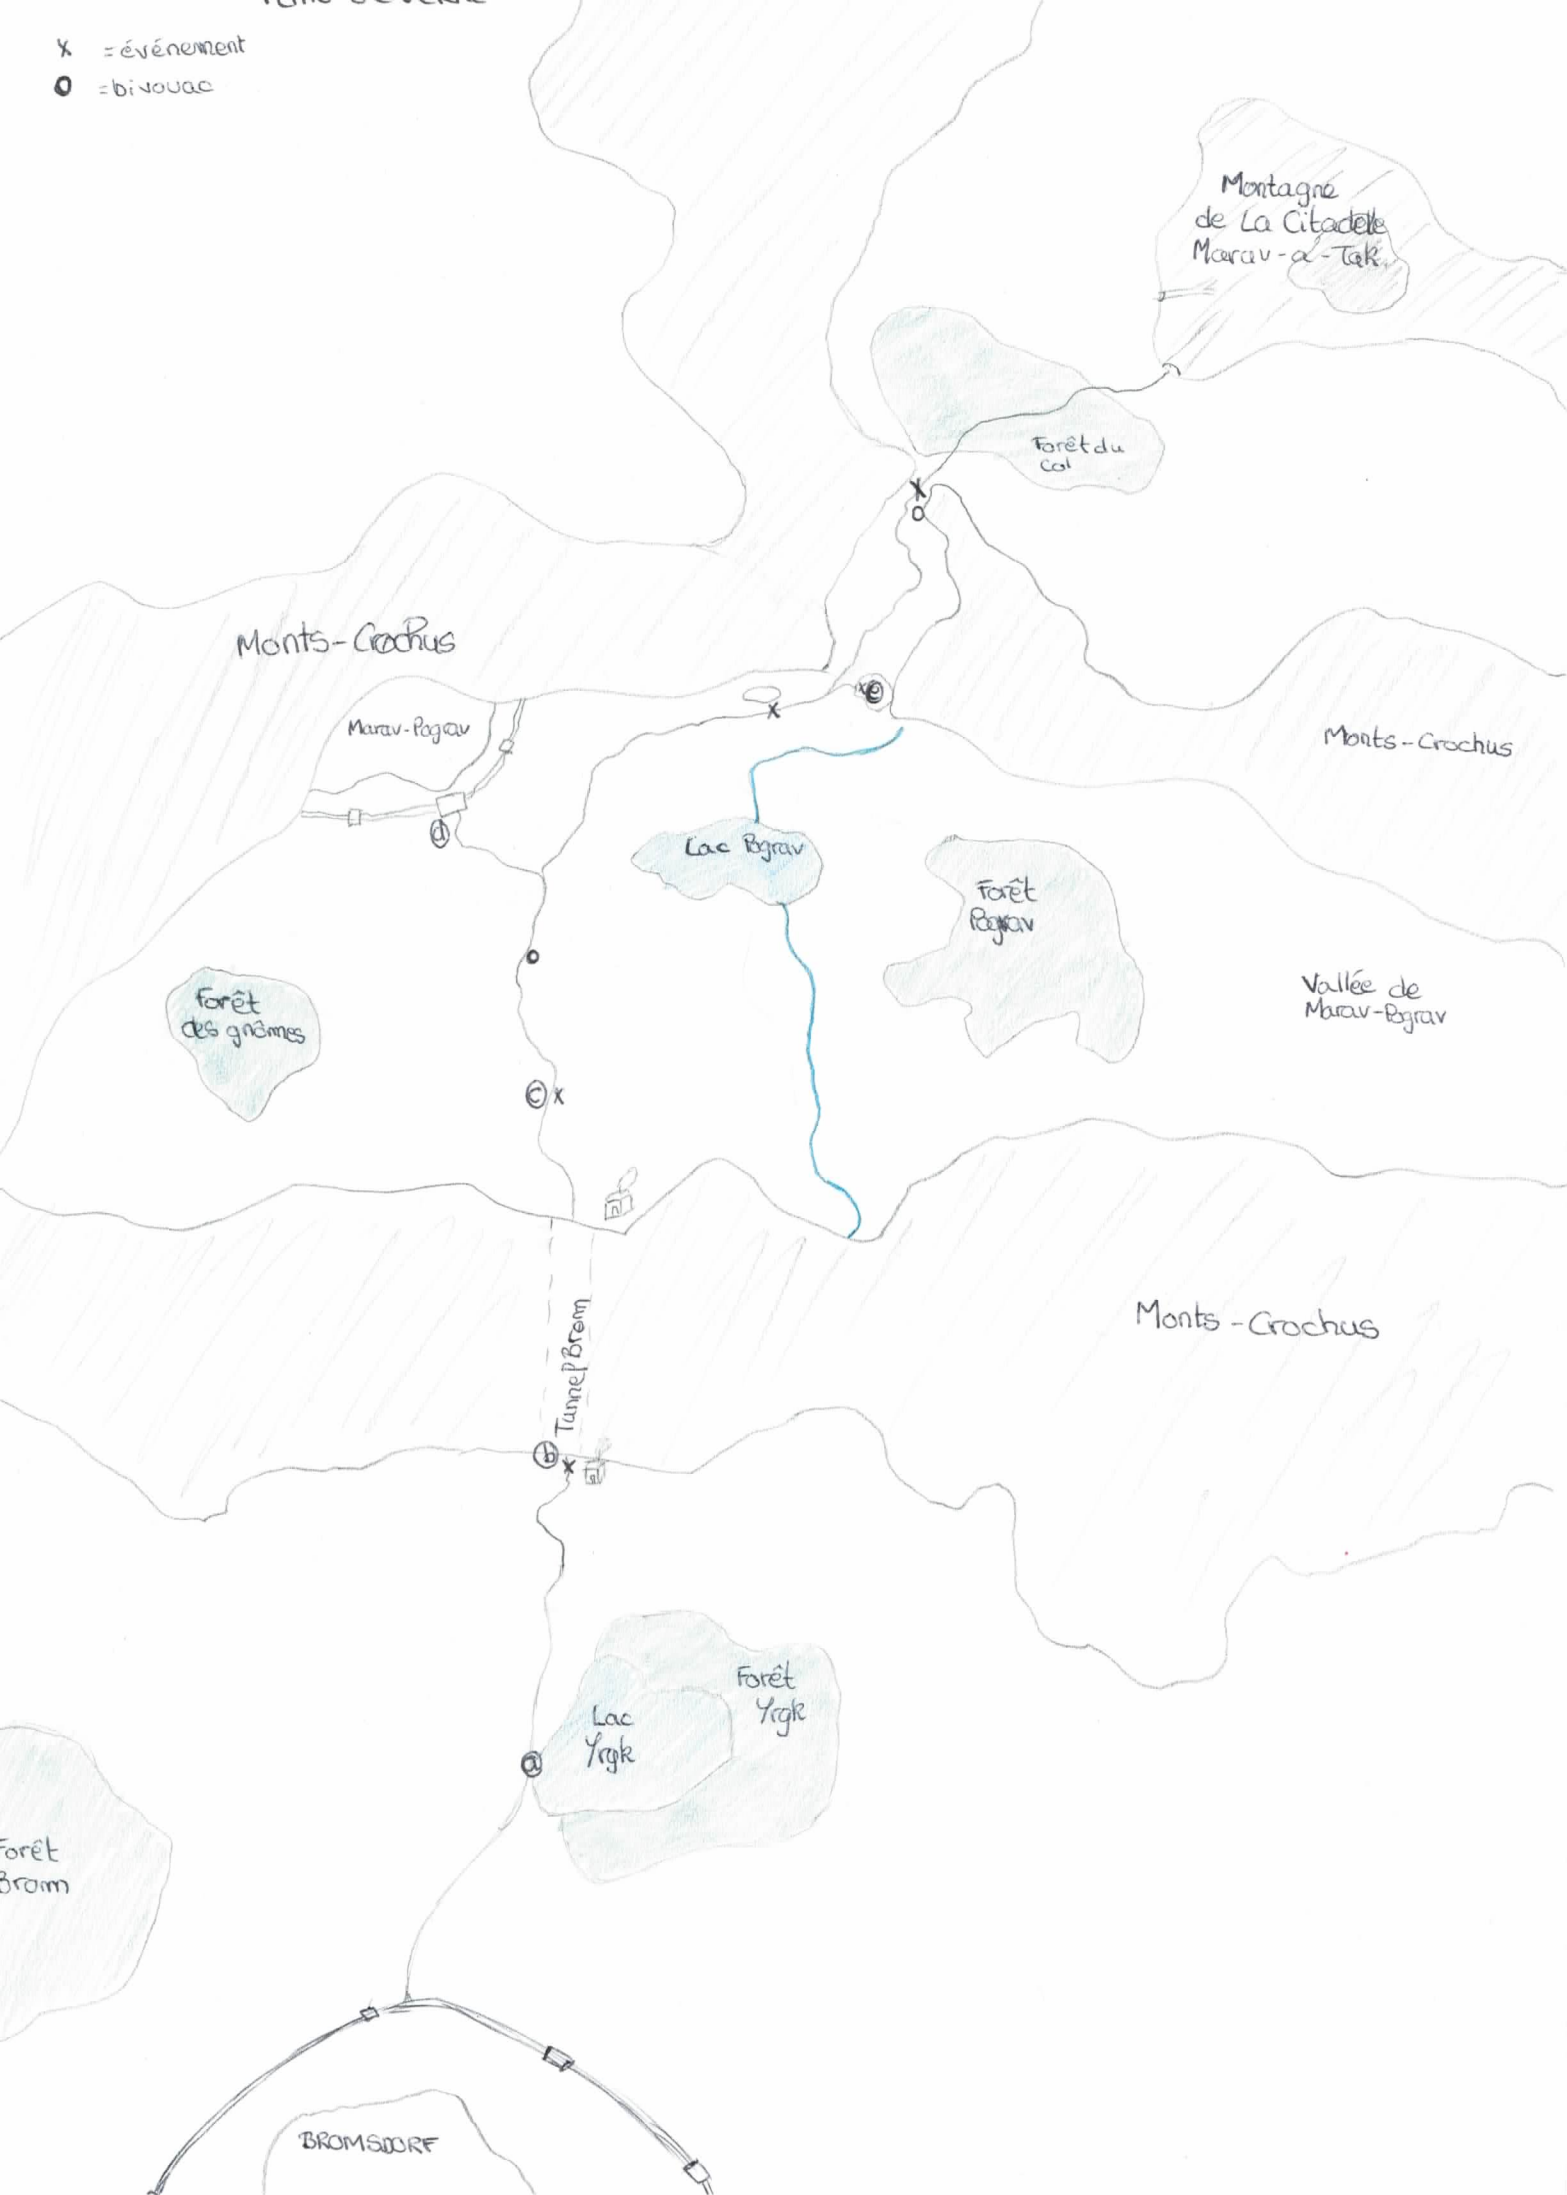 x = événement
o = bivouac
Montagne
de La Citadelle
Marav-a-Tak
Forêt du
Col
Monts-Crochus
Marav-Pograv
Monts-Crochus
e
d
Lac Pograv
Forêt
Pograv
Forêt
des gnômes
Vallée de
Marav-Pograv
c x
Tunnel Brom
Monts-Crochus
b
Forêt
Yrgk
Lac
Yrgk
a
Forêt
Brom
BROMSDORF